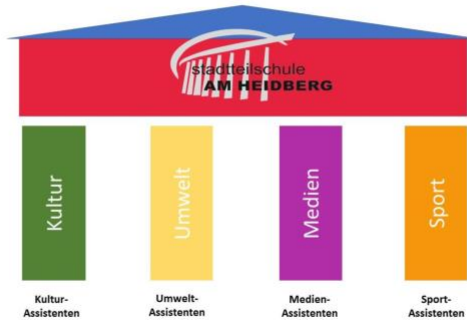 stadtteilschule
AM HEIDBERG
Kultur
Umwelt
Medien
Sport
Kultur-
Assistenten
Umwelt-
Assistenten
Medien-
Assistenten
Sport-
Assistenten